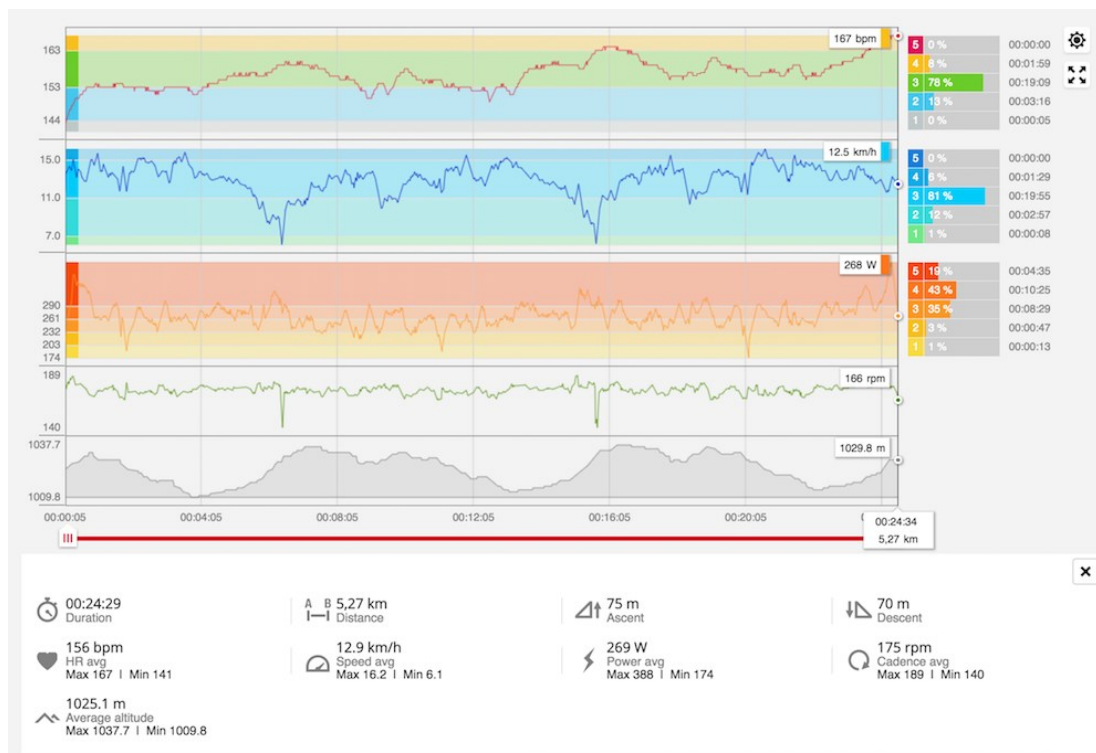 163
153
144
167 bpm
5 0 % 00:00:00
4 8 % 00:01:59
3 78 % 00:19:09
2 13 % 00:03:16
1 0 % 00:00:05
15.0
11.0
7.0
12.5 km/h
5 0 % 00:00:00
4 6 % 00:01:29
3 81 % 00:19:55
2 12 % 00:02:57
1 1 % 00:00:08
290
261
232
203
174
268 W
5 19 % 00:04:35
4 43 % 00:10:25
3 35 % 00:08:29
2 3 % 00:00:47
1 1 % 00:00:13
189
140
166 rpm
1037.7
1009.8
1029.8 m
00:00:05 00:04:05 00:08:05 00:12:05 00:16:05 00:20:05
00:24:34
5,27 km
00:24:29
Duration
A B
5,27 km
Distance
75 m
Ascent
70 m
Descent
156 bpm
HR avg
Max 167 | Min 141
12.9 km/h
Speed avg
Max 16.2 | Min 6.1
269 W
Power avg
Max 388 | Min 174
175 rpm
Cadence avg
Max 189 | Min 140
1025.1 m
Average altitude
Max 1037.7 | Min 1009.8